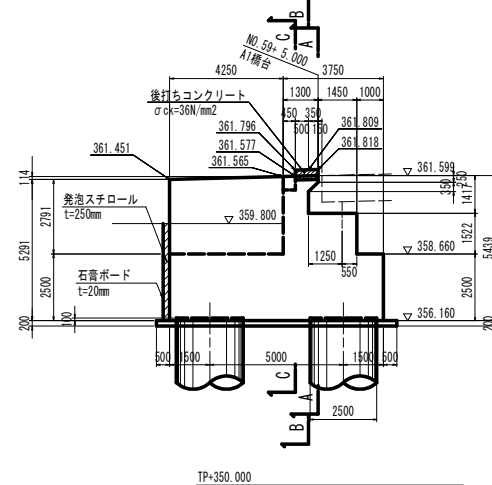 B
C
A
NO.59+ 5.000
A1橋台
4250
3750
1300
1450
1000
後打ちコンクリート
σck=36N/mm2
450
350
500
150
361.796
361.809
361.577
361.818
361.451
361.565
361.599
114
250
350
1417
発泡スチロール
t=250mm
2791
359.800
1522
5291
5439
1250
550
358.660
石膏ボード
t=20mm
2500
2500
100
356.160
200
200
500
1500
5000
1500
500
C
A
2500
B
TP+350.000